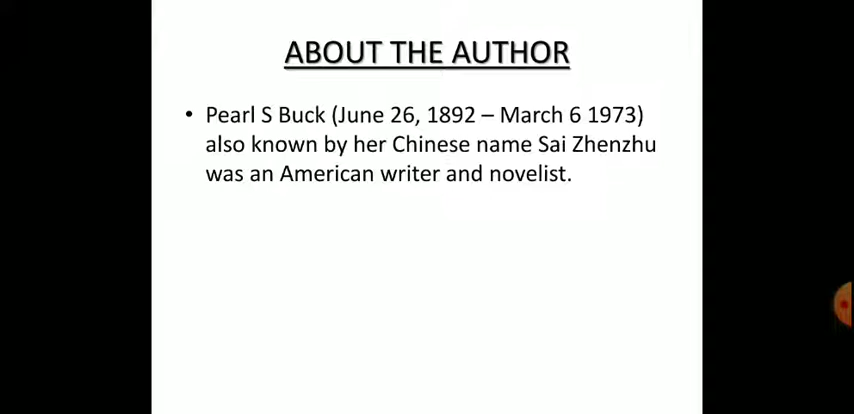 ABOUT THE AUTHOR
• Pearl S Buck (June 26, 1892 – March 6 1973)
also known by her Chinese name Sai Zhenzhu
was an American writer and novelist.